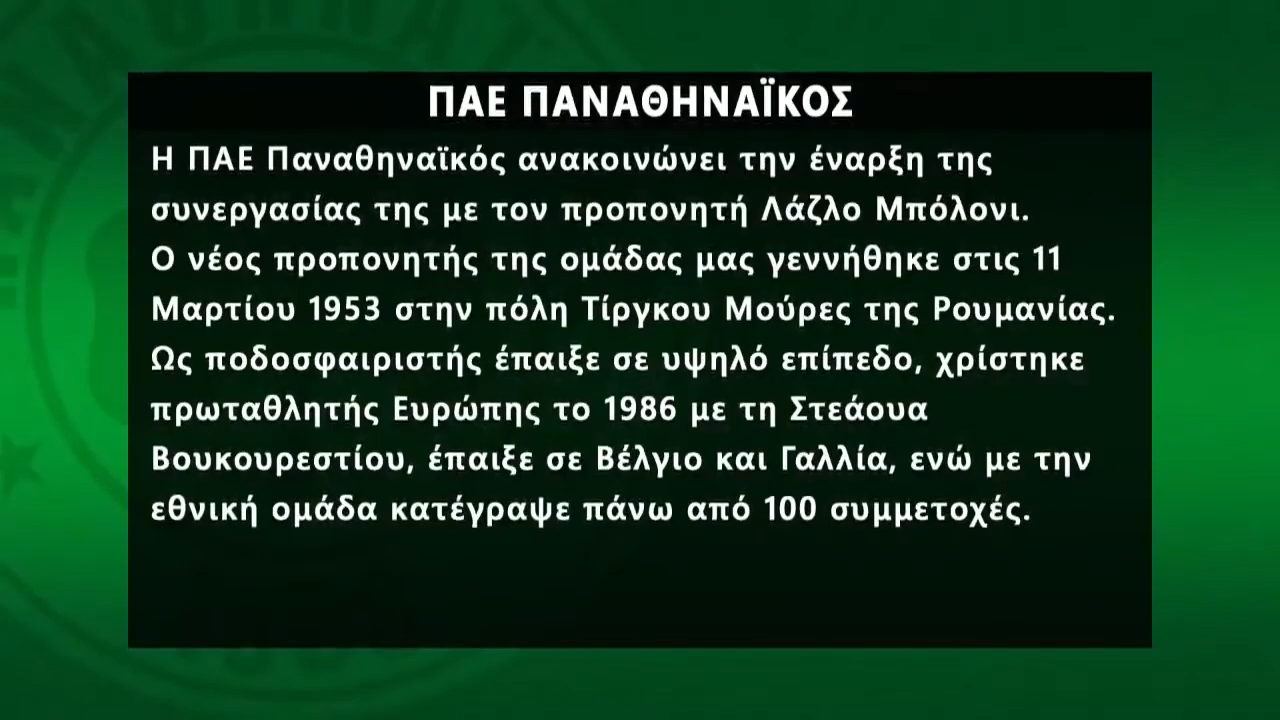 ΠΑΕ ΠΑΝΑΘΗΝΑΪΚΟΣ
Η ΠΑΕ Παναθηναϊκός ανακοινώνει την έναρξη της
συνεργασίας της με τον προπονητή Λάζλο Μπόλονι.
Ο νέος προπονητής της ομάδας μας γεννήθηκε στις 11
Μαρτίου 1953 στην πόλη Τίργκου Μούρες της Ρουμανίας.
Ως ποδοσφαιριστής έπαιξε σε υψηλό επίπεδο, χρίστηκε
πρωταθλητής Ευρώπης το 1986 με τη Στεάουα
Βουκουρεστίου, έπαιξε σε Βέλγιο και Γαλλία, ενώ με την
εθνική ομάδα κατέγραψε πάνω από 100 συμμετοχές.